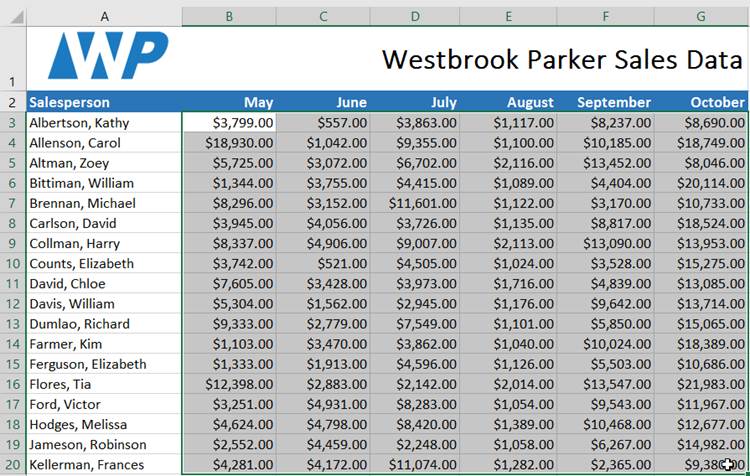 A B C D E F G
WP Westbrook Parker Sales Data
1
2 Salesperson May June July August September October
3 Albertson, Kathy $3,799.00 $557.00 $3,863.00 $1,117.00 $8,237.00 $8,690.00
4 Allenson, Carol $18,930.00 $1,042.00 $9,355.00 $1,100.00 $10,185.00 $18,749.00
5 Altman, Zoey $5,725.00 $3,072.00 $6,702.00 $2,116.00 $13,452.00 $8,046.00
6 Bittiman, William $1,344.00 $3,755.00 $4,415.00 $1,089.00 $4,404.00 $20,114.00
7 Brennan, Michael $8,296.00 $3,152.00 $11,601.00 $1,122.00 $3,170.00 $10,733.00
8 Carlson, David $3,945.00 $4,056.00 $3,726.00 $1,135.00 $8,817.00 $18,524.00
9 Collman, Harry $8,337.00 $4,906.00 $9,007.00 $2,113.00 $13,090.00 $13,953.00
10 Counts, Elizabeth $3,742.00 $521.00 $4,505.00 $1,024.00 $3,528.00 $15,275.00
11 David, Chloe $7,605.00 $3,428.00 $3,973.00 $1,716.00 $4,839.00 $13,085.00
12 Davis, William $5,304.00 $1,562.00 $2,945.00 $1,176.00 $9,642.00 $13,714.00
13 Dumlao, Richard $9,333.00 $2,779.00 $7,549.00 $1,101.00 $5,850.00 $15,065.00
14 Farmer, Kim $1,103.00 $3,470.00 $3,862.00 $1,040.00 $10,024.00 $18,389.00
15 Ferguson, Elizabeth $1,333.00 $1,913.00 $4,596.00 $1,126.00 $5,503.00 $10,686.00
16 Flores, Tia $12,398.00 $2,883.00 $2,142.00 $2,014.00 $13,547.00 $21,983.00
17 Ford, Victor $3,251.00 $4,931.00 $8,283.00 $1,054.00 $9,543.00 $11,967.00
18 Hodges, Melissa $4,624.00 $4,798.00 $8,420.00 $1,389.00 $10,468.00 $12,677.00
19 Jameson, Robinson $2,552.00 $4,459.00 $2,248.00 $1,058.00 $6,267.00 $14,982.00
20 Kellerman, Frances $4,281.00 $4,172.00 $11,074.00 $1,282.00 $2,365.00